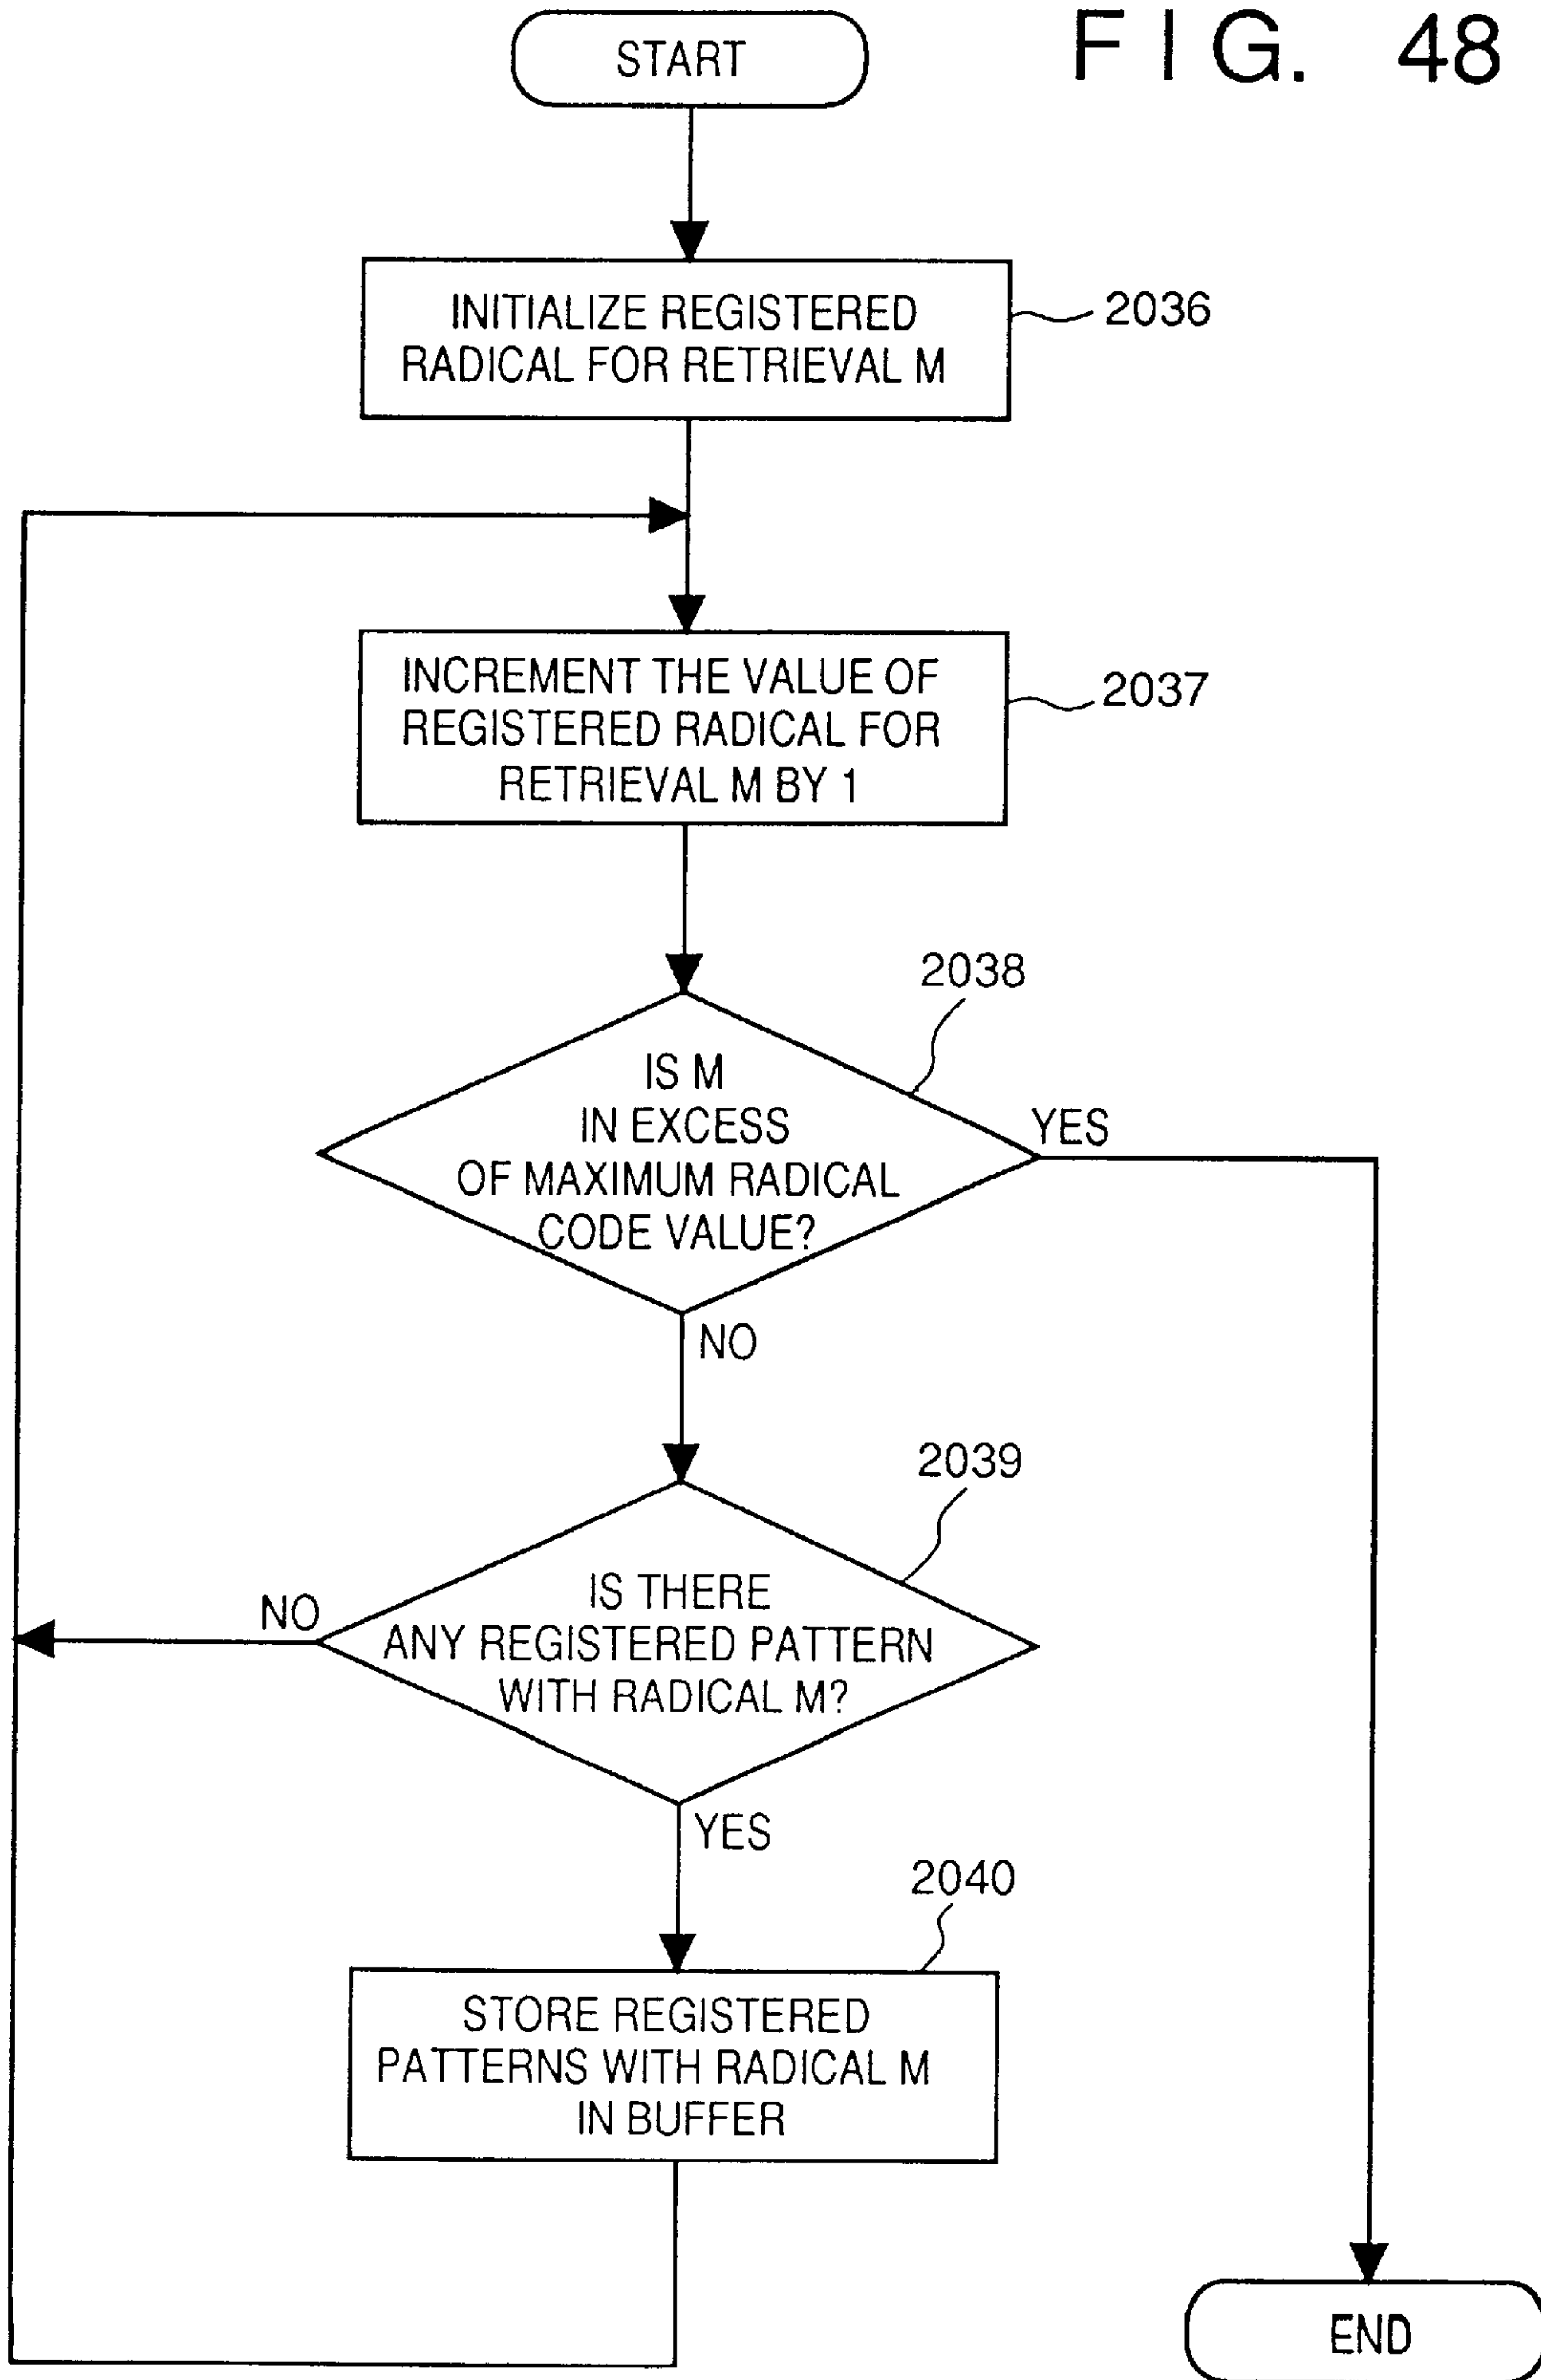 FIG. 48
START
INITIALIZE REGISTERED
RADICAL FOR RETRIEVAL M
2036
INCREMENT THE VALUE OF
REGISTERED RADICAL FOR
RETRIEVAL M BY 1
2037
2038
IS M
IN EXCESS
OF MAXIMUM RADICAL
CODE VALUE?
YES
NO
2039
IS THERE
ANY REGISTERED PATTERN
WITH RADICAL M?
NO
YES
2040
STORE REGISTERED
PATTERNS WITH RADICAL M
IN BUFFER
END